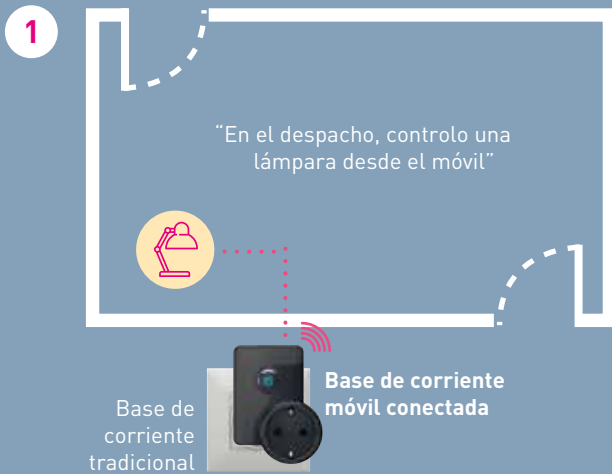 1
“En el despacho, controlo una
lámpara desde el móvil”
Base de corriente
móvil conectada
Base de
corriente
tradicional